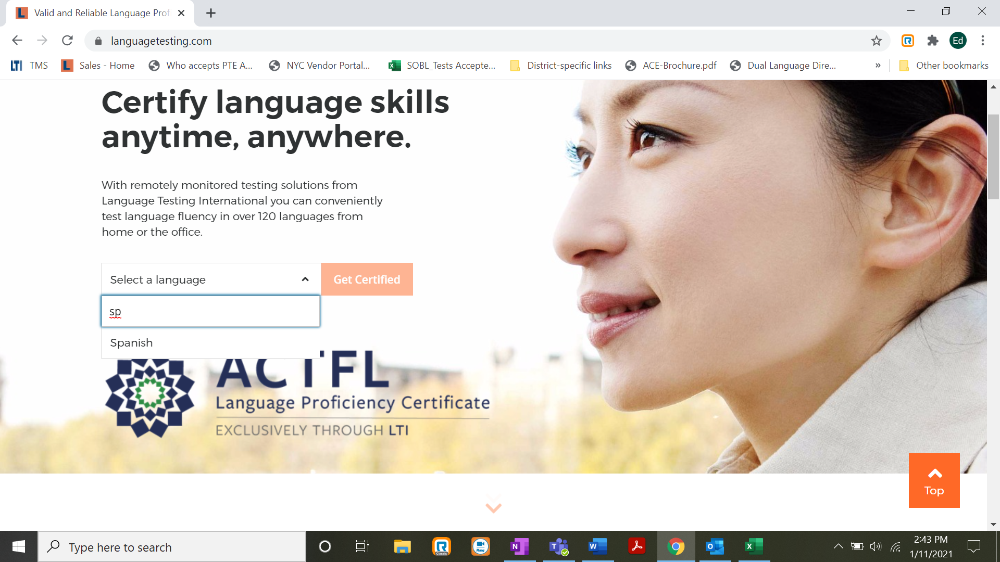 Valid and Reliable Language Prof
languagetesting.com
Ed
LTI TMS
L Sales - Home
Who accepts PTE A...
NYC Vendor Portal...
SOBL_Tests Accepte...
District-specific links
ACE-Brochure.pdf
Dual Language Dire...
»
Other bookmarks
Certify language skills
anytime, anywhere.
With remotely monitored testing solutions from
Language Testing International you can conveniently
test language fluency in over 120 languages from
home or the office.
Select a language
Get Certified
sp
Spanish
ACTFL
Language Proficiency Certificate
EXCLUSIVELY THROUGH LTI
Top
Type here to search
2:43 PM
1/11/2021